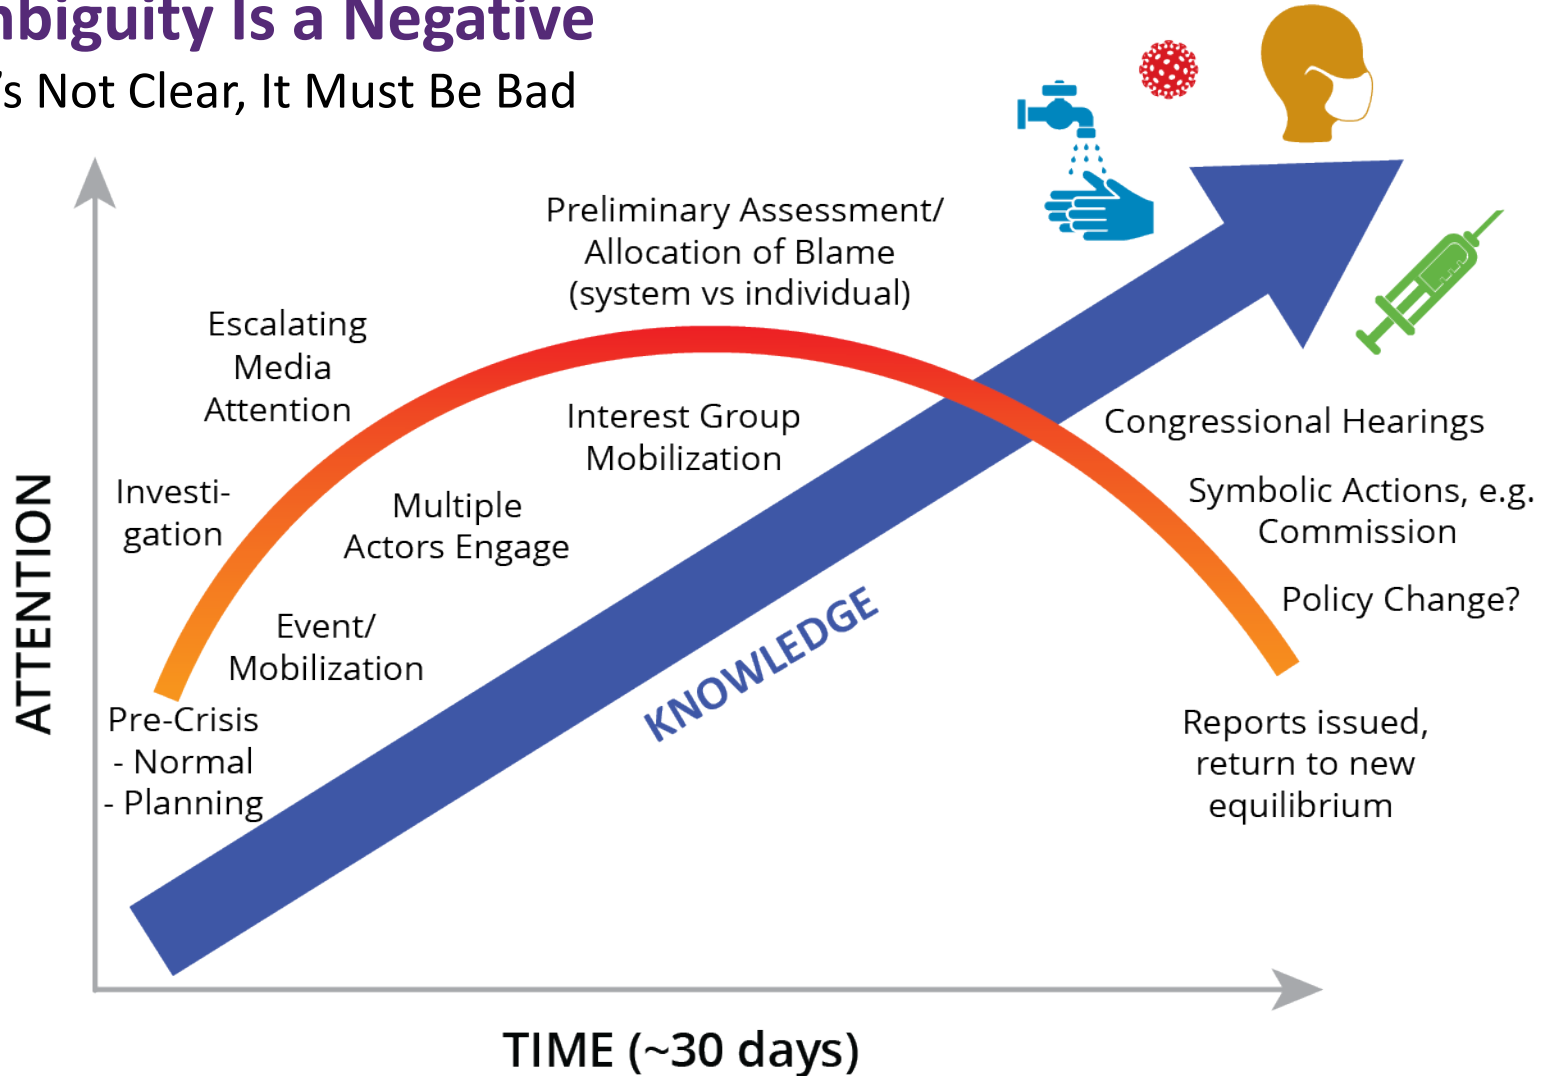 mbiguity Is a Negative
’s Not Clear, It Must Be Bad
Preliminary Assessment/
Allocation of Blame
(system vs individual)
Escalating
Media
Attention
Interest Group
Mobilization
Congressional Hearings
Investi-
gation
Multiple
Actors Engage
Symbolic Actions, e.g.
Commission
Policy Change?
Event/
Mobilization
KNOWLEDGE
ATTENTION
Pre-Crisis
- Normal
- Planning
Reports issued,
return to new
equilibrium
TIME (~30 days)